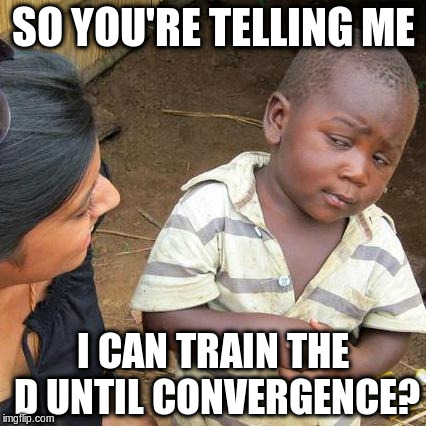 SO YOU'RE TELLING ME
I CAN TRAIN THE
D UNTIL CONVERGENCE?
imgflip.com